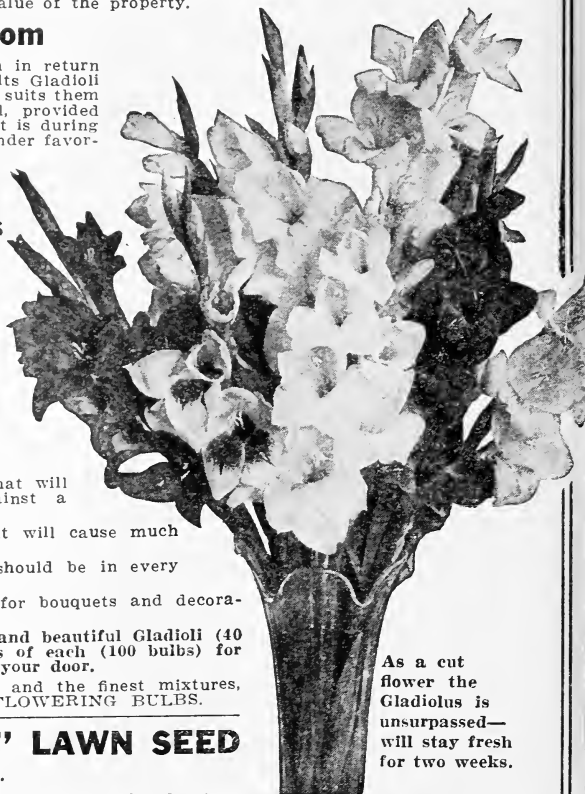 alue of the property.
om
in return
lts Gladioli
suits them
d, provided
t is during
nder favor-
s
hat will
inst a
t will cause much
should be in every
for bouquets and decora-
and beautiful Gladioli (40
s of each (100 bulbs) for
your door.
and the finest mixtures,
FLOWERING BULBS.
" LAWN SEED
As a cut
flower the
Gladiolus is
unsurpassed—
will stay fresh
for two weeks.